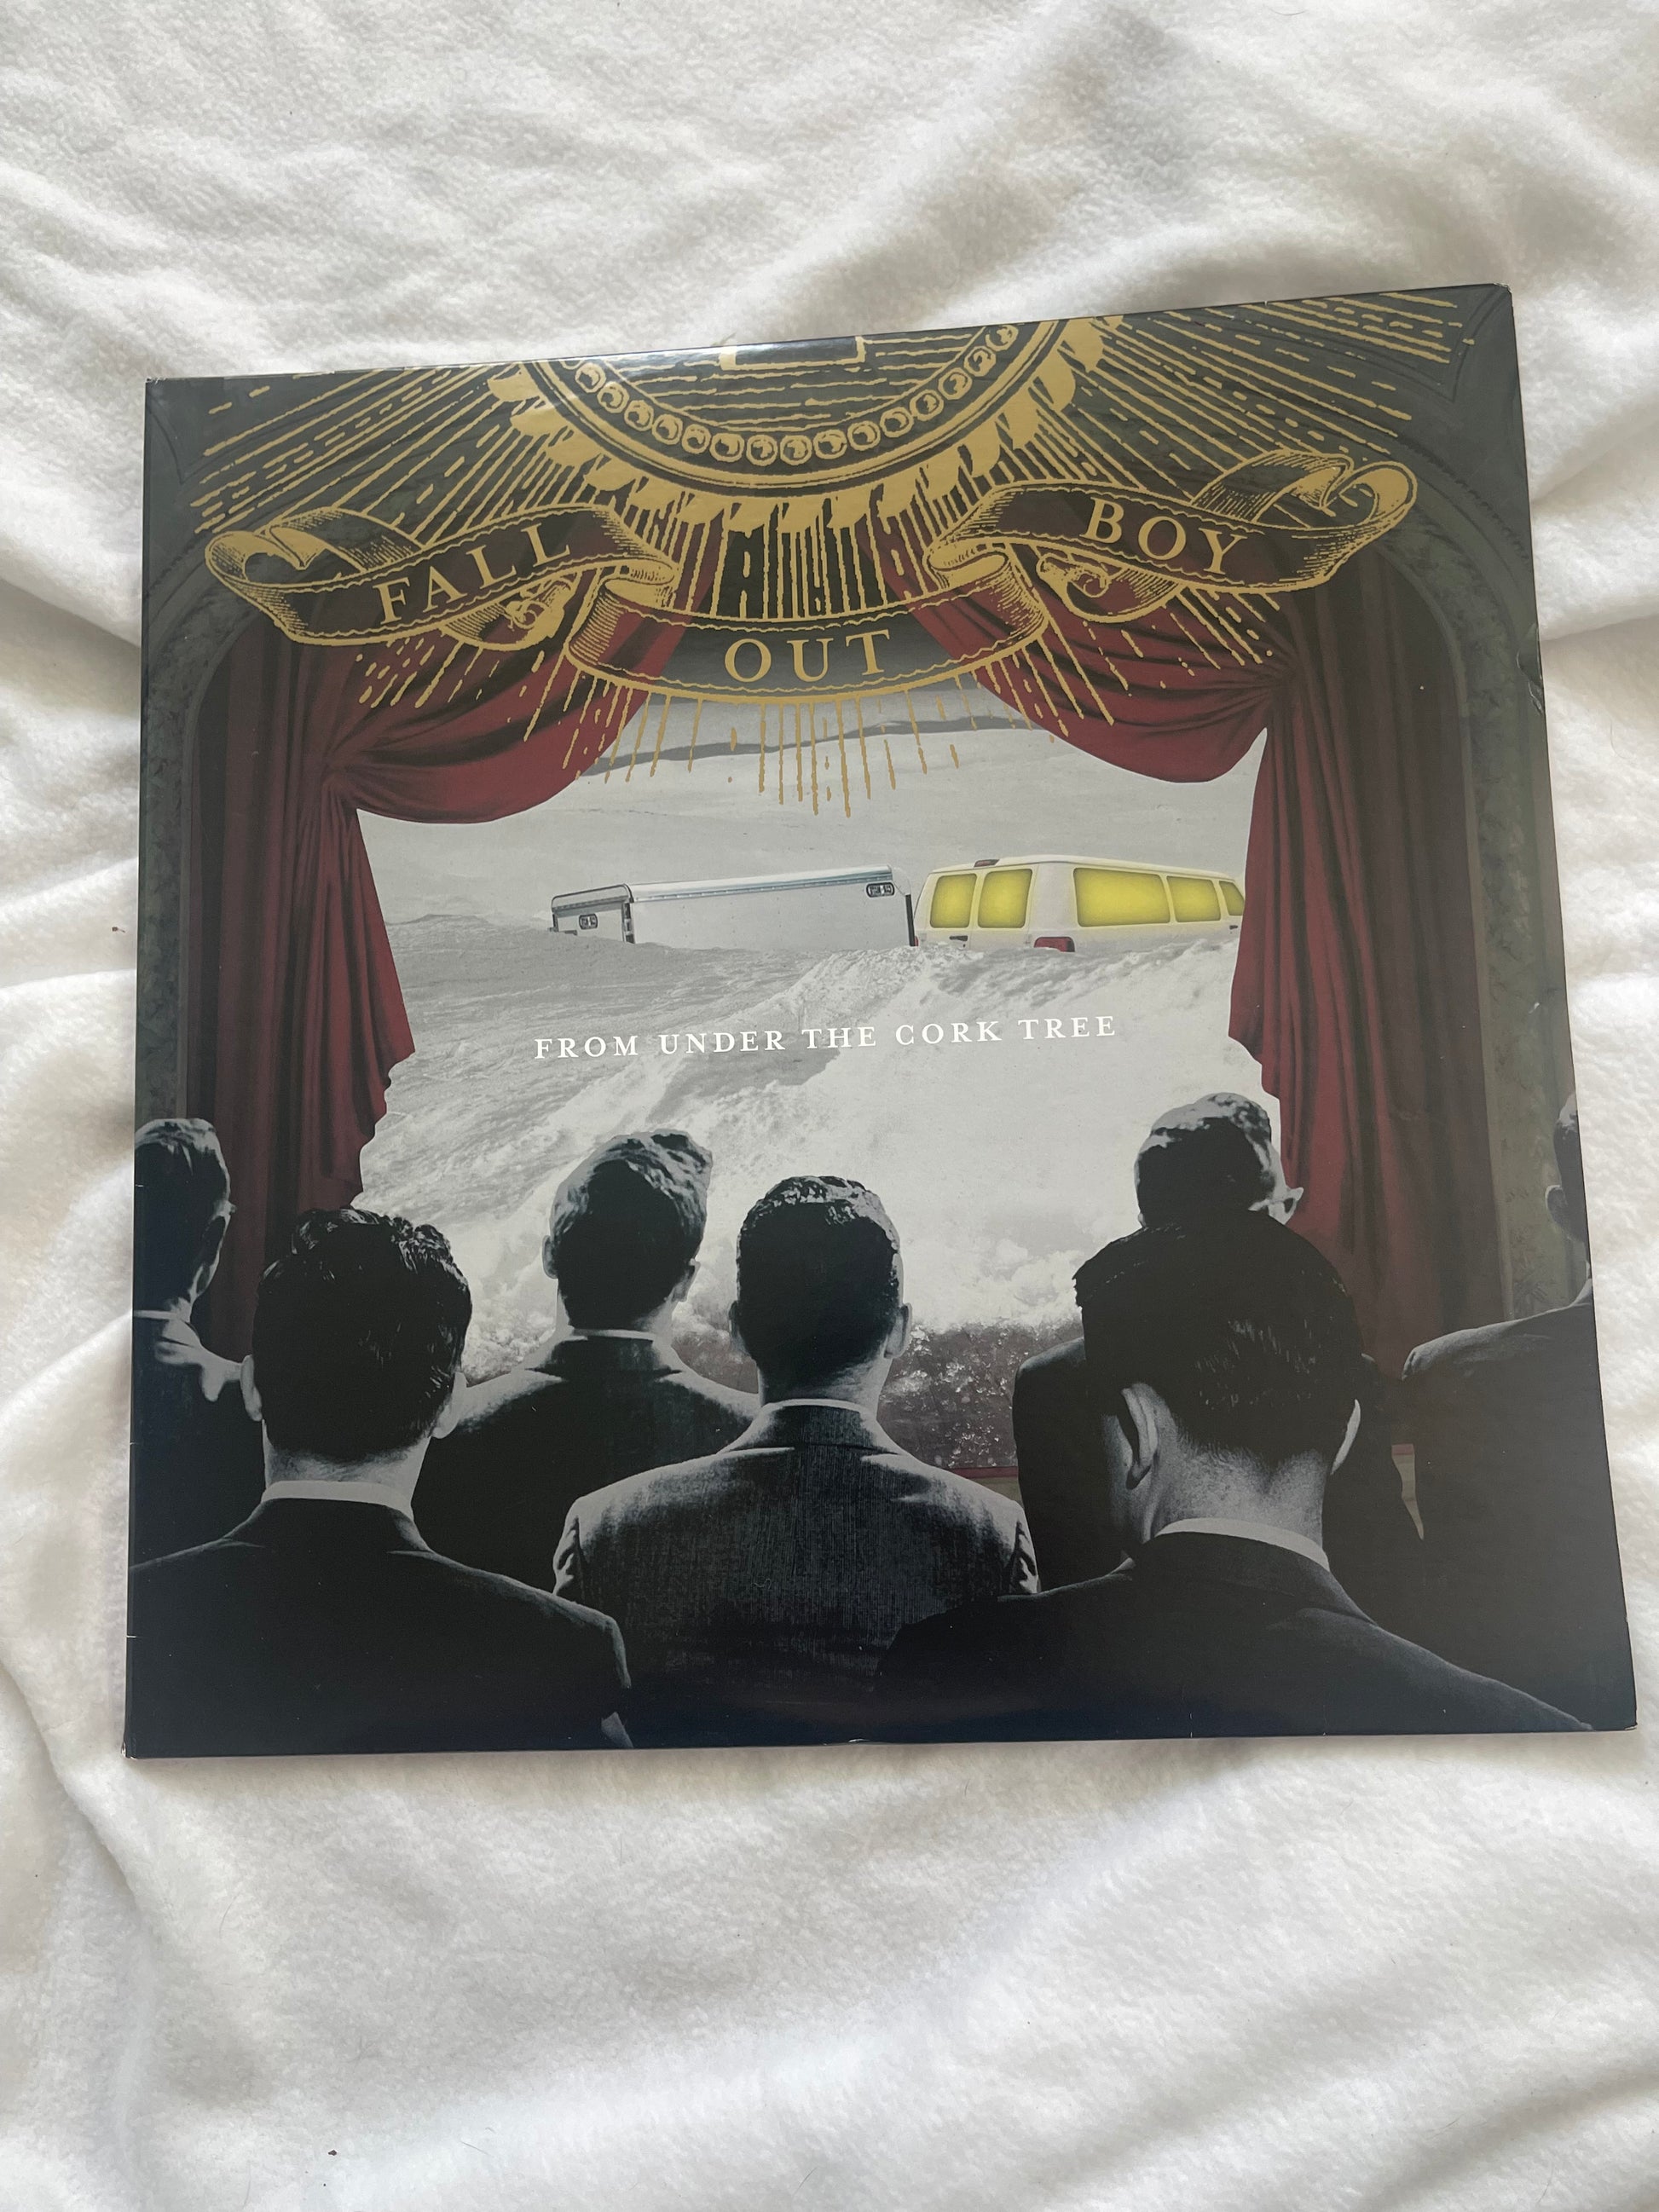 FALL
OUT
BOY
FROM UNDER THE CORK TREE